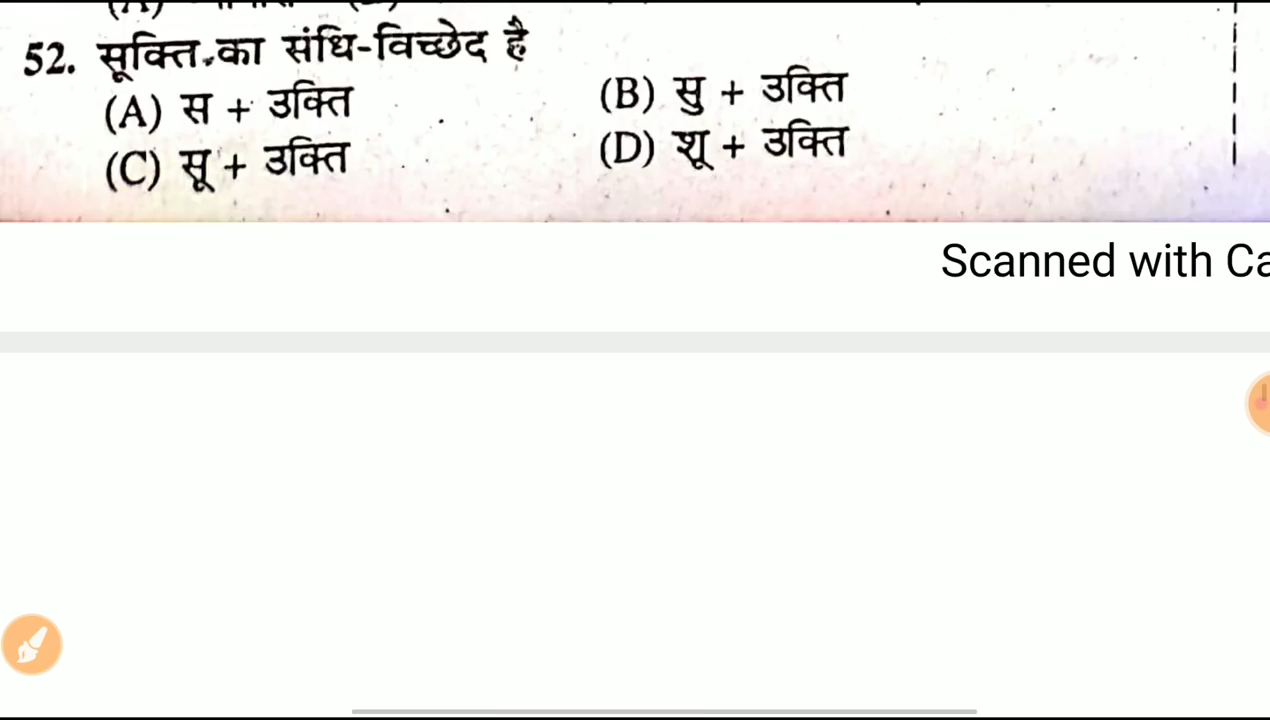 52. सूक्ति का संधि-विच्छेद है
(A) स + उक्ति (B) सु + उक्ति
(C) सू + उक्ति (D) शू + उक्ति
Scanned with Ca